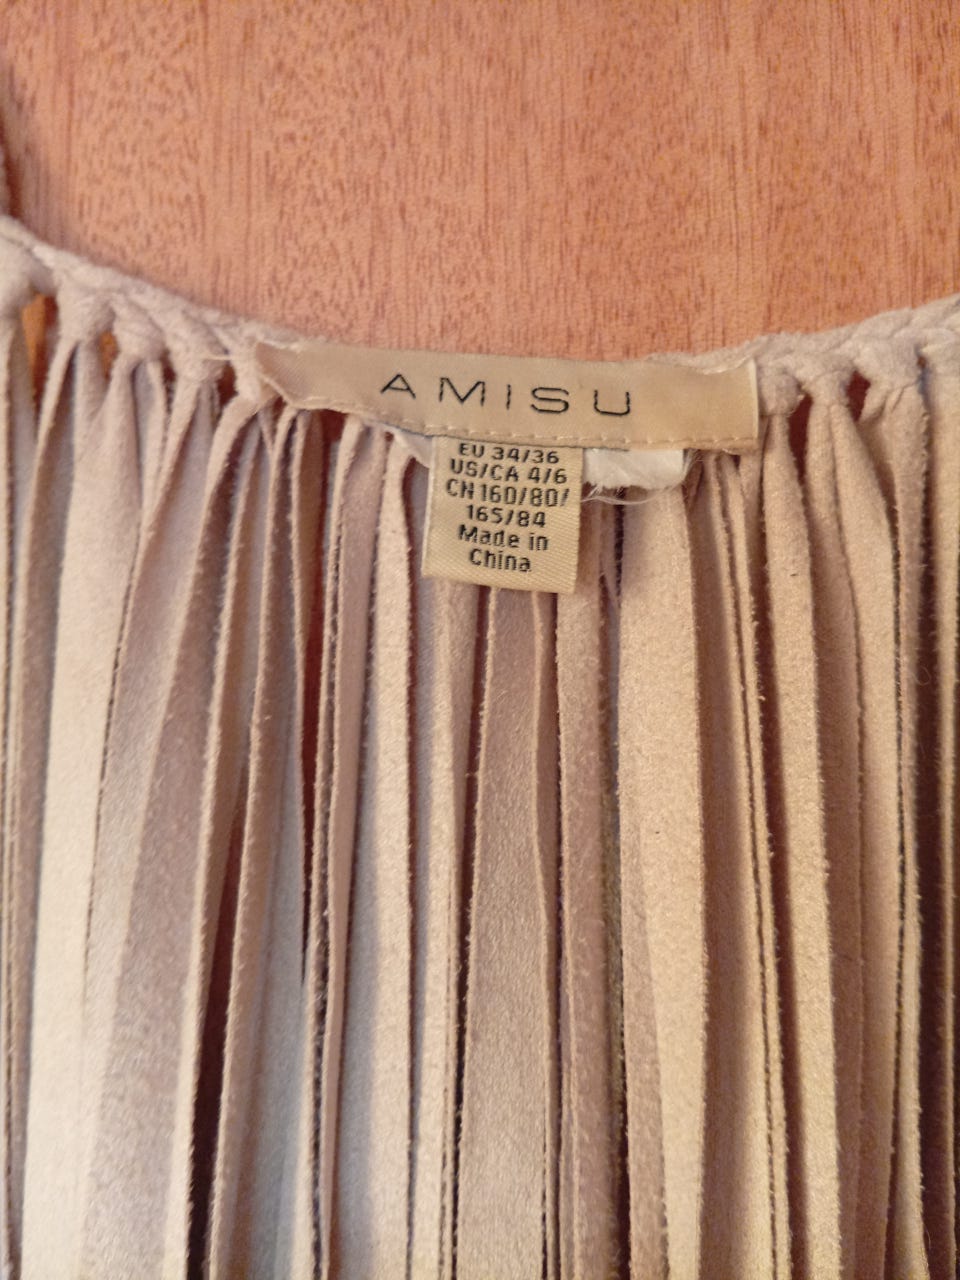 AMISU
EU 34/36
US/CA 4/6
CN 160/80/
165/84
Made in
China